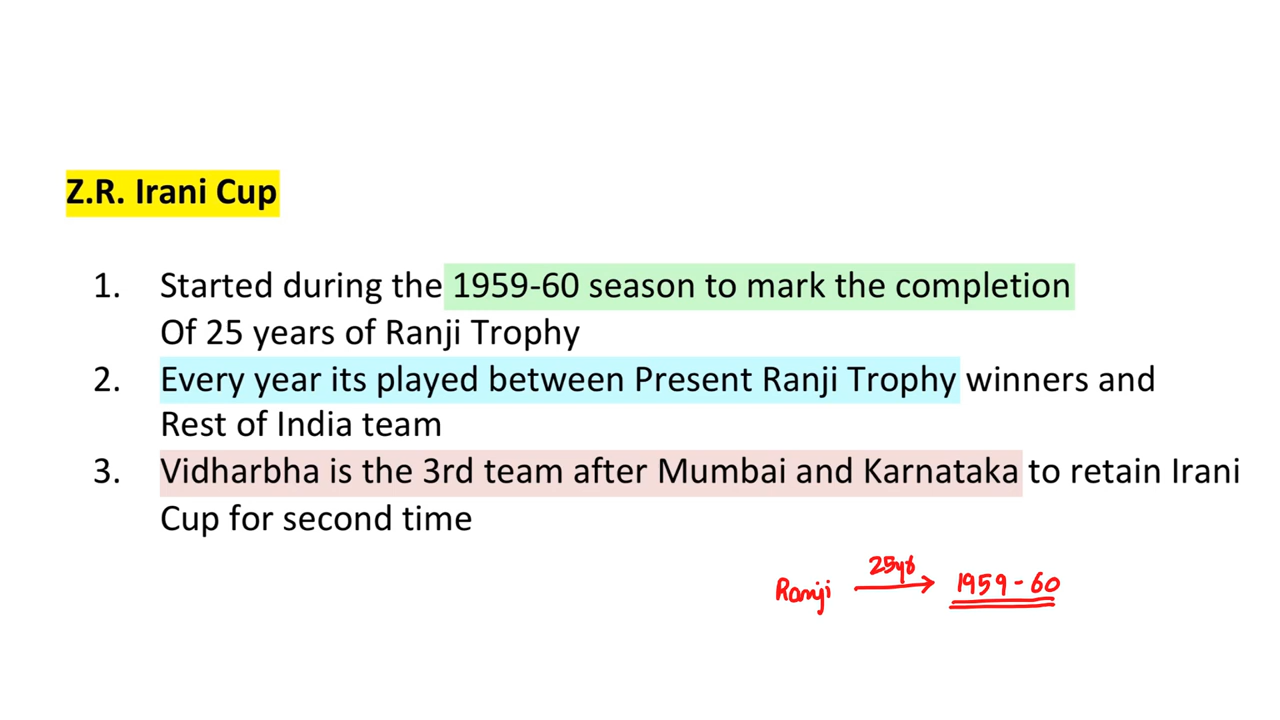 Z.R. Irani Cup
1. Started during the 1959-60 season to mark the completion
Of 25 years of Ranji Trophy
2. Every year its played between Present Ranji Trophy winners and
Rest of India team
3. Vidharbha is the 3rd team after Mumbai and Karnataka to retain Irani
Cup for second time
25yr
Ranji → 1959-60